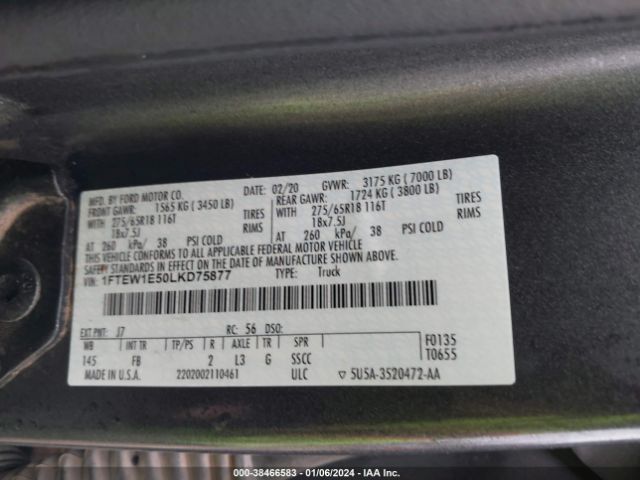 MFD. BY FORD MOTOR CO.
DATE: 02/20 GVWR: 3175 KG ( 7000 LB)
FRONT GAWR: 1565 KG ( 3450 LB) REAR GAWR: 1724 KG ( 3800 LB)
WITH 275/65R18 116T TIRES WITH 275/65R18 116T TIRES
18x7.5J RIMS 18x7.5J RIMS
AT 260 kPa/ 38 PSI COLD AT 260 kPa/ 38 PSI COLD
THIS VEHICLE CONFORMS TO ALL APPLICABLE FEDERAL MOTOR VEHICLE
SAFETY STANDARDS IN EFFECT ON THE DATE OF MANUFACTURE SHOWN ABOVE.
VIN: 1FTEW1E50LKD75877 TYPE: Truck
EXT PNT: J7 RC: 56 DSO:
WB INT TR TP/PS R AXLE TR SPR F0135
145 FB 2 L3 G SSCC T0655
MADE IN U.S.A. 2202002110461 ULC ▽ 5U5A-3520472-AA
000-38466583 - 01/06/2024 - IAA Inc.